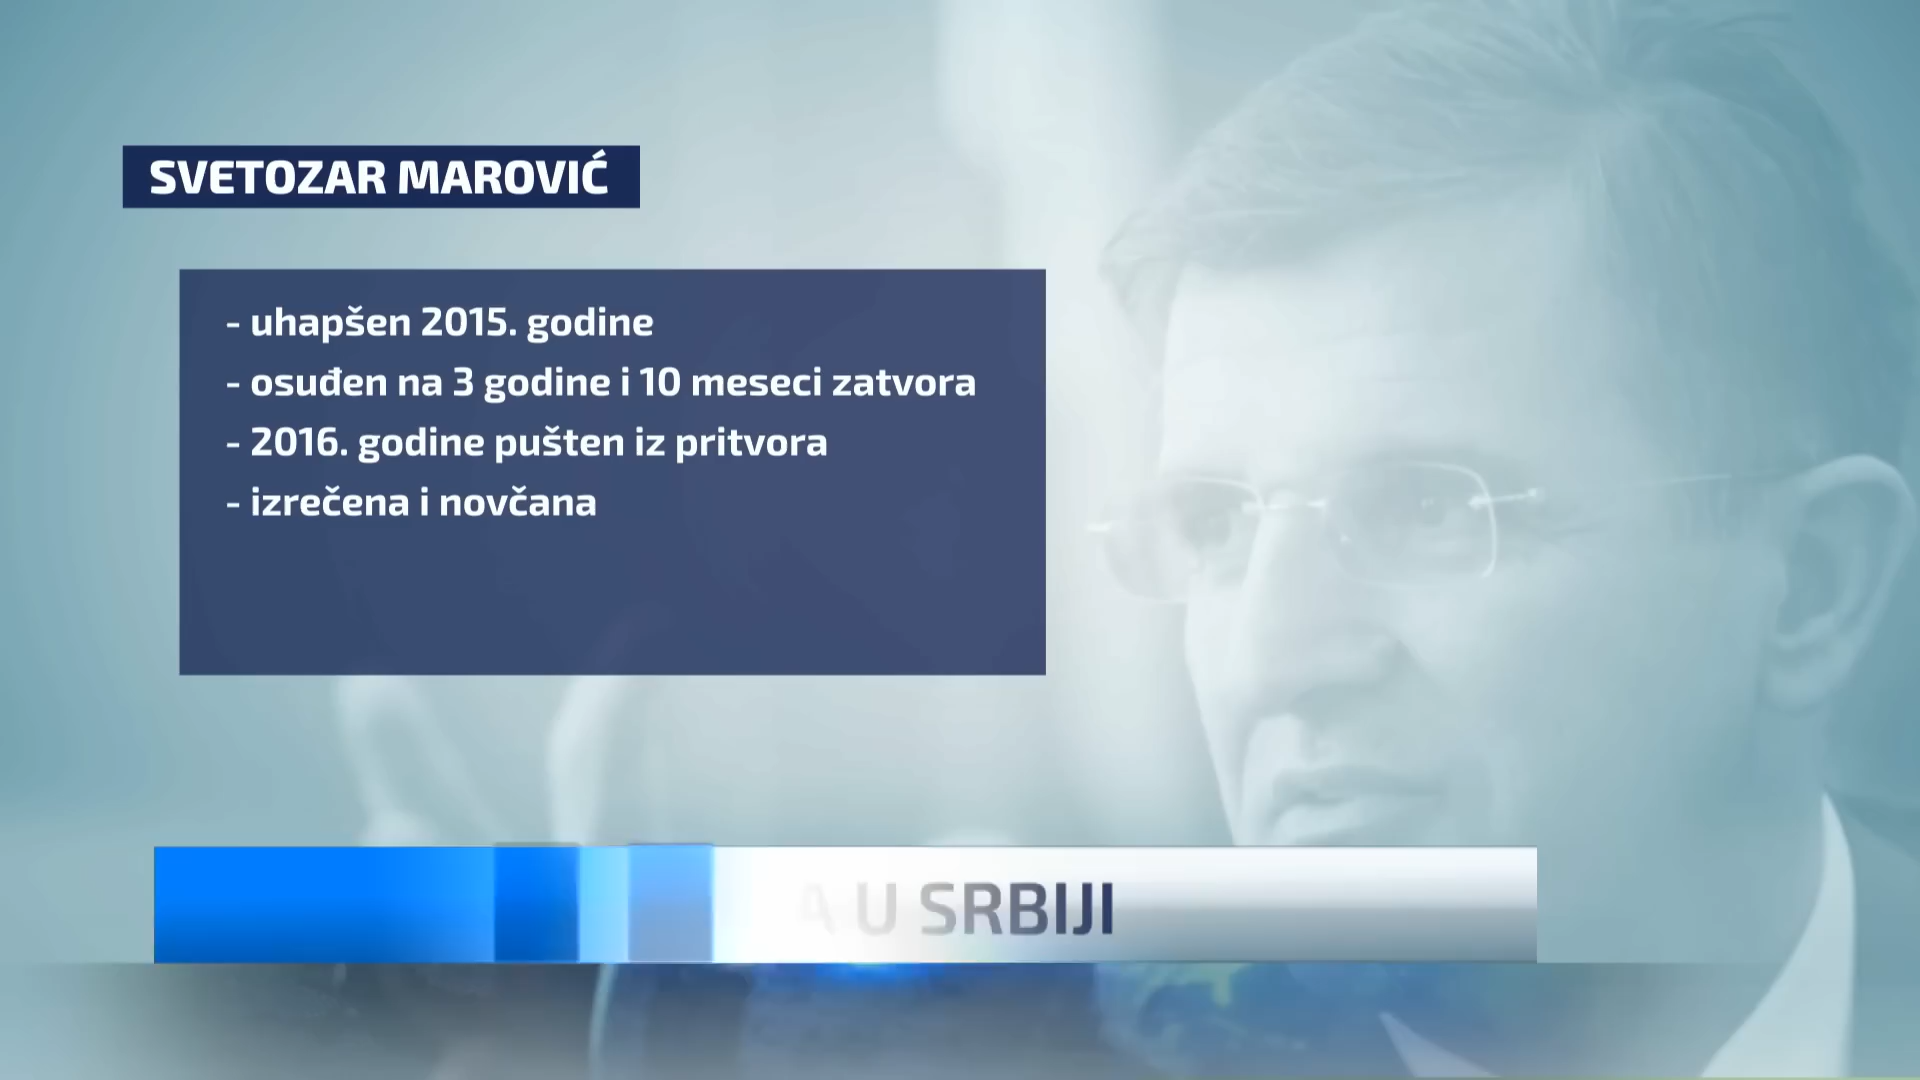 SVETOZAR MAROVIĆ
- uhapšen 2015. godine
- osuđen na 3 godine i 10 meseci zatvora
- 2016. godine pušten iz pritvora
- izrečena i novčana
U SRBIJI